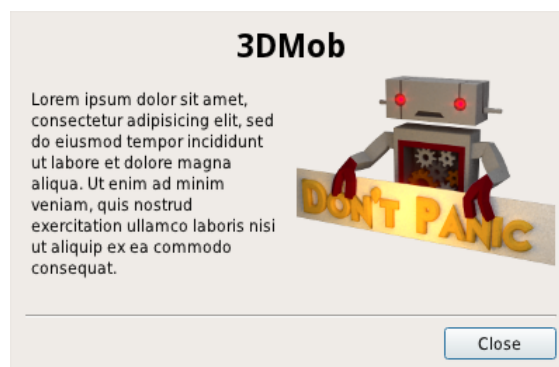 3DMob
Lorem ipsum dolor sit amet,
consectetur adipisicing elit, sed
do eiusmod tempor incididunt
ut labore et dolore magna
aliqua. Ut enim ad minim
veniam, quis nostrud
exercitation ullamco laboris nisi
ut aliquip ex ea commodo
consequat.
DON'T PANIC
Close